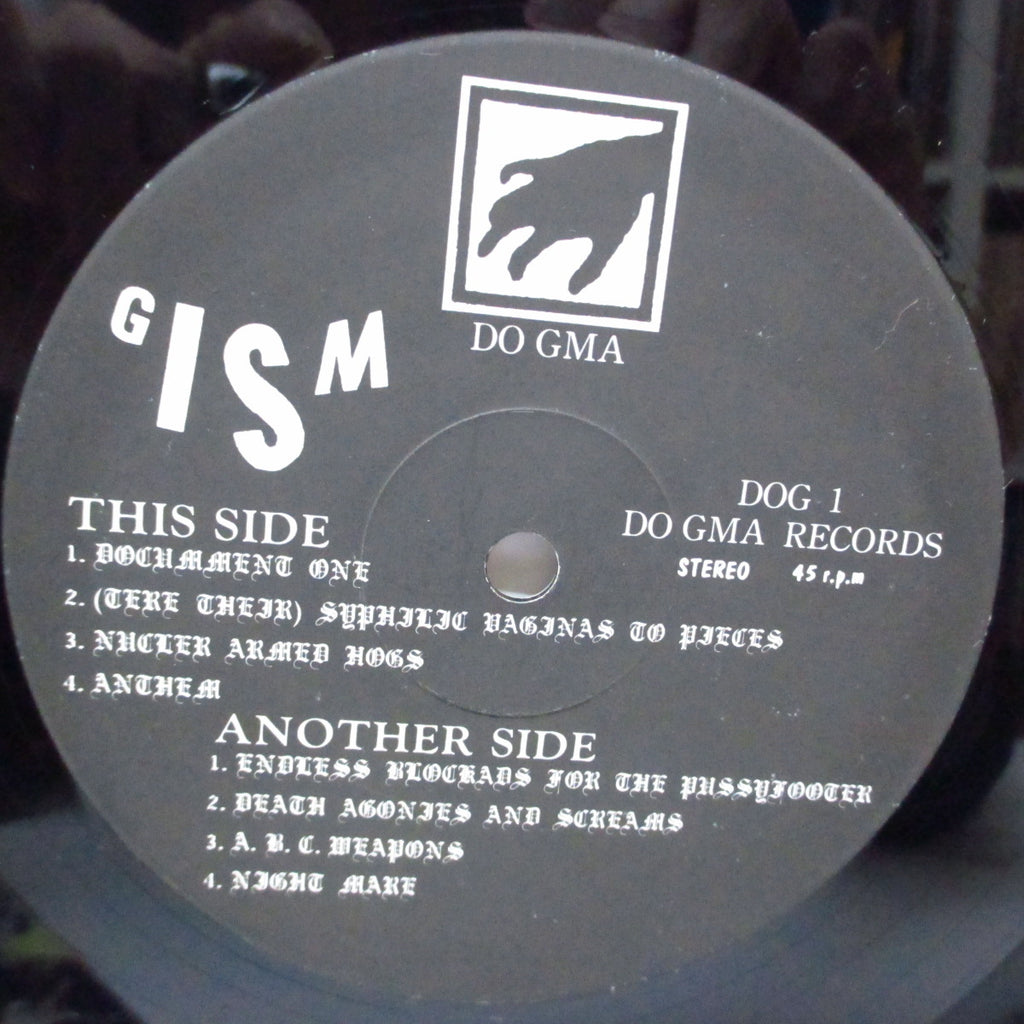 DO GMA
GISM
DOG 1
DO GMA RECORDS
STEREO 45 r.p.m
THIS SIDE
1. DOCUMMENT ONE
2. (TERE THEIR) SYPHILIC VAGINAS TO PIECES
3. NUCLER ARMED HOGS
4. ANTHEM
ANOTHER SIDE
1. ENDLESS BLOCKADS FOR THE PUSSYFOOTER
2. DEATH AGONIES AND SCREAMS
3. A. B. C. WEAPONS
4. NIGHT MARE